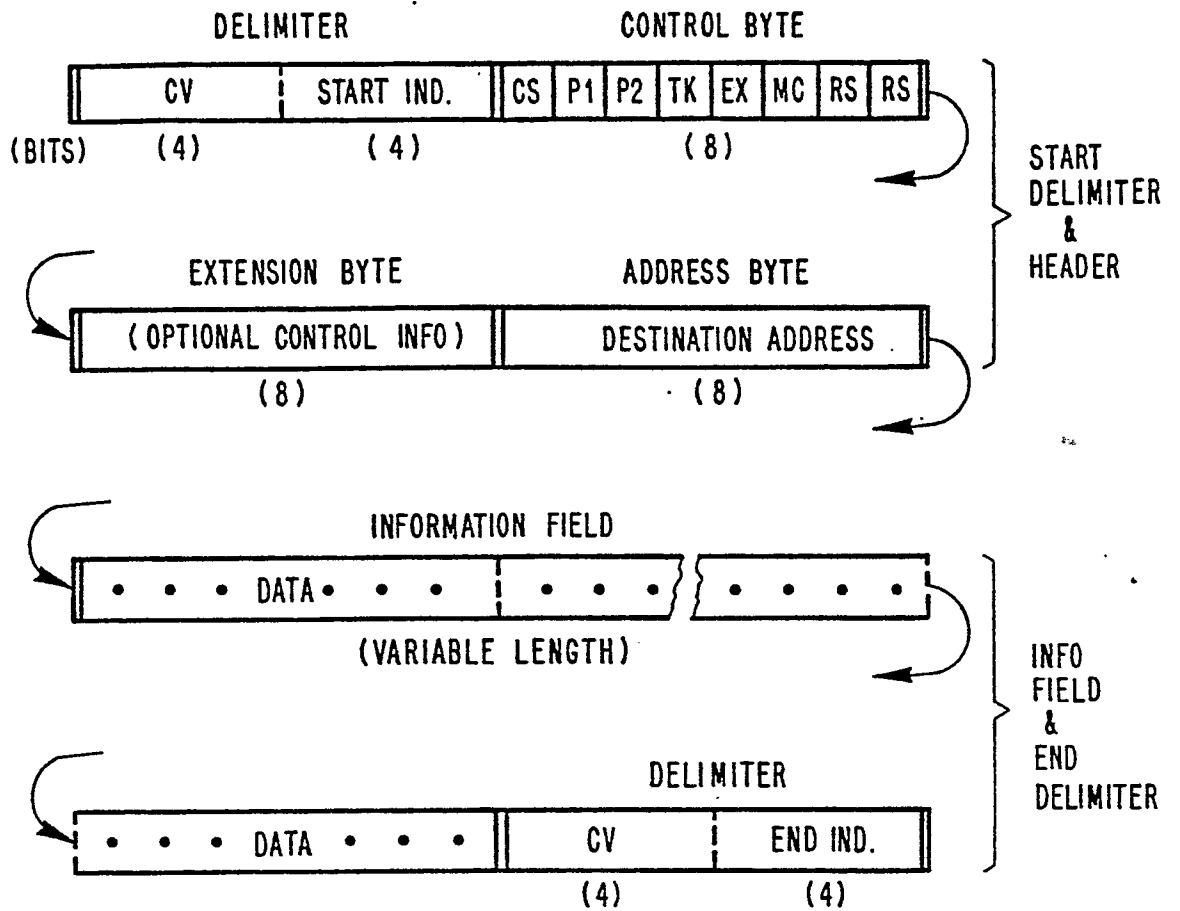 DELIMITER CONTROL BYTE
CV START IND. CS P1 P2 TK EX MC RS RS
(BITS) (4) (4) (8)
START
DELIMITER
&
HEADER
EXTENSION BYTE ADDRESS BYTE
(OPTIONAL CONTROL INFO) DESTINATION ADDRESS
(8) (8)
INFORMATION FIELD
DATA
(VARIABLE LENGTH)
INFO
FIELD
&
END
DELIMITER
DELIMITER
DATA CV END IND.
(4) (4)